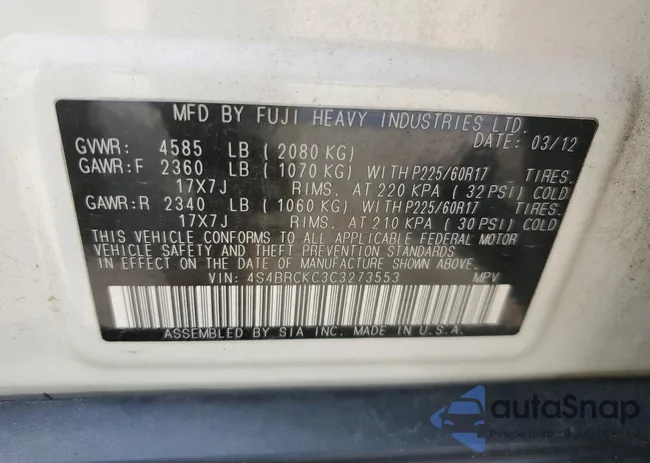 MFD BY FUJI HEAVY INDUSTRIES LTD.
DATE: 03/12
GVWR: 4585 LB ( 2080 KG)
GAWR:F 2360 LB ( 1070 KG) WITH P225/60R17 TIRES.
17X7J RIMS. AT 220 KPA ( 32 PSI) COLD
GAWR:R 2340 LB ( 1060 KG) WITH P225/60R17 TIRES.
17X7J RIMS. AT 210 KPA ( 30 PSI) COLD
THIS VEHICLE CONFORMS TO ALL APPLICABLE FEDERAL MOTOR
VEHICLE SAFETY AND THEFT PREVENTION STANDARDS
IN EFFECT ON THE DATE OF MANUFACTURE SHOWN ABOVE.
VIN: 4S4BRCKC3C3273553 MPV
ASSEMBLED BY SIA INC. MADE IN U.S.A.
autoSnap